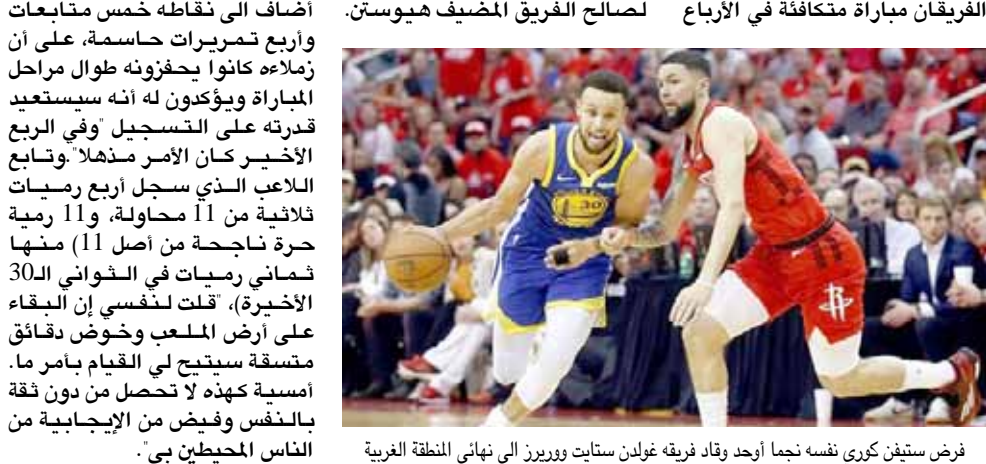 الفريقان مباراة متكافئة في الأرباع
لصالح الفريق المضيف هيوستن.
30
فرض ستيفن كوري نفسه نجما أوحد وقاد فريقه غولدن ستايت ووريرز الى نهائي المنطقة الغربية
أضاف الى نقاطه خمس متابعات
وأربع تمريرات حاسمة، على أن
زملاءه كانوا يحفزونه طوال مراحل
المباراة ويؤكدون له أنه سيستعيد
قدرته على التسجيل "وفي الربع
الأخير كان الأمر مذهلا".وتابع
اللاعب الذي سجل أربع رميات
ثلاثية من 11 محاولة، و11 رمية
حرة ناجحة من أصل 11) منها
ثماني رميات في الثواني الـ30
الأخيرة)، "قلت لنفسي إن البقاء
على أرض الملعب وخوض دقائق
متسقة سيتيح لي القيام بأمر ما.
أمسية كهذه لا تحصل من دون ثقة
بالنفس وفيض من الإيجابية من
الناس المحيطين بي".